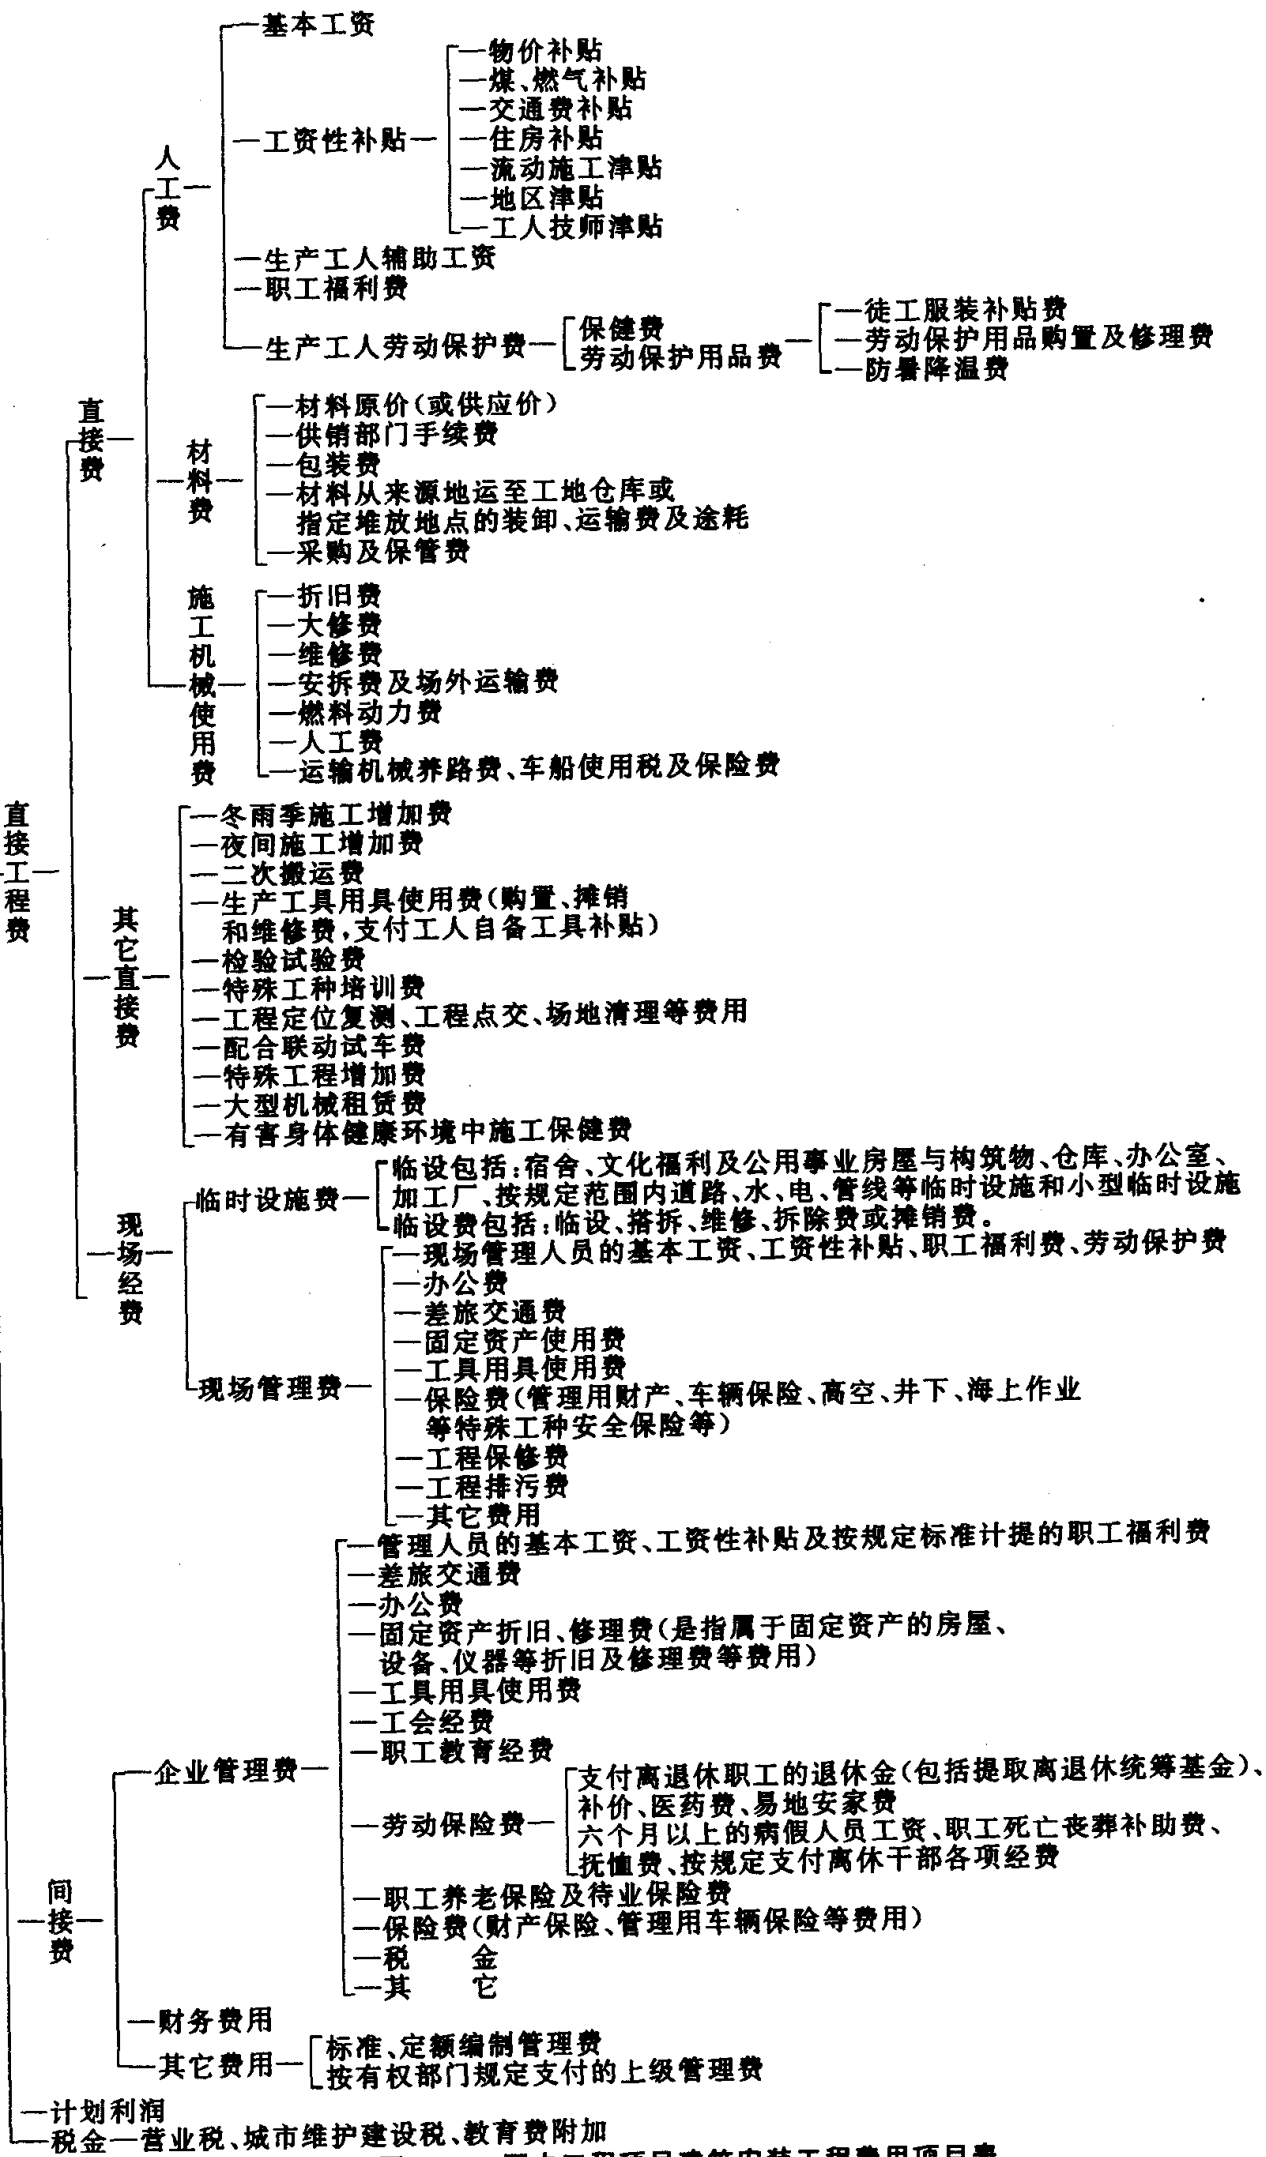 基本工资
物价补贴
煤、燃气补贴
交通费补贴
工资性补贴
住房补贴
流动施工津贴
地区津贴
工人技师津贴
人工费
生产工人辅助工资
职工福利费
生产工人劳动保护费
保健费
劳动保护用品费
徒工服装补贴费
劳动保护用品购置及修理费
防暑降温费
直接费
材料费
材料原价(或供应价)
供销部门手续费
包装费
材料从来源地运至工地仓库或
指定堆放地点的装卸、运输费及途耗
采购及保管费
施工机械使用费
折旧费
大修费
维修费
安拆费及场外运输费
燃料动力费
人工费
运输机械养路费、车船使用税及保险费
直接工程费
其它直接费
冬雨季施工增加费
夜间施工增加费
二次搬运费
生产工具用具使用费(购置、摊销
和维修费,支付工人自备工具补贴)
检验试验费
特殊工种培训费
工程定位复测、工程点交、场地清理等费用
配合联动试车费
特殊工程增加费
大型机械租赁费
有害身体健康环境中施工保健费
现场经费
临时设施费
临设包括:宿舍、文化福利及公用事业房屋与构筑物、仓库、办公室、
加工厂、按规定范围内道路、水、电、管线等临时设施和小型临时设施
临设费包括:临设、搭拆、维修、拆除费或摊销费。
现场管理费
现场管理人员的基本工资、工资性补贴、职工福利费、劳动保护费
办公费
差旅交通费
固定资产使用费
工具用具使用费
保险费(管理用财产、车辆保险、高空、井下、海上作业
等特殊工种安全保险等)
工程保修费
工程排污费
其它费用
间接费
企业管理费
管理人员的基本工资、工资性补贴及按规定标准计提的职工福利费
差旅交通费
办公费
固定资产折旧、修理费(是指属于固定资产的房屋、
设备、仪器等折旧及修理费等费用)
工具用具使用费
工会经费
职工教育经费
劳动保险费
支付离退休职工的退休金(包括提取离退休统筹基金)、
补价、医药费、易地安家费
六个月以上的病假人员工资、职工死亡丧葬补助费、
抚恤费、按规定支付离休干部各项经费
职工养老保险及待业保险费
保险费(财产保险、管理用车辆保险等费用)
税 金
其 它
财务费用
其它费用
标准、定额编制管理费
按有权部门规定支付的上级管理费
计划利润
税金—营业税、城市维护建设税、教育费附加